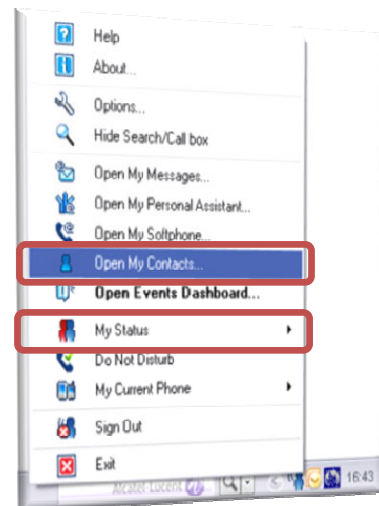 Help
About...
Options...
Hide Search/Call box
Open My Messages...
Open My Personal Assistant...
Open My Softphone...
Open My Contacts...
Open Events Dashboard...
My Status
Do Not Disturb
My Current Phone
Sign Out
Exit
Alcatel-Lucent
16:43